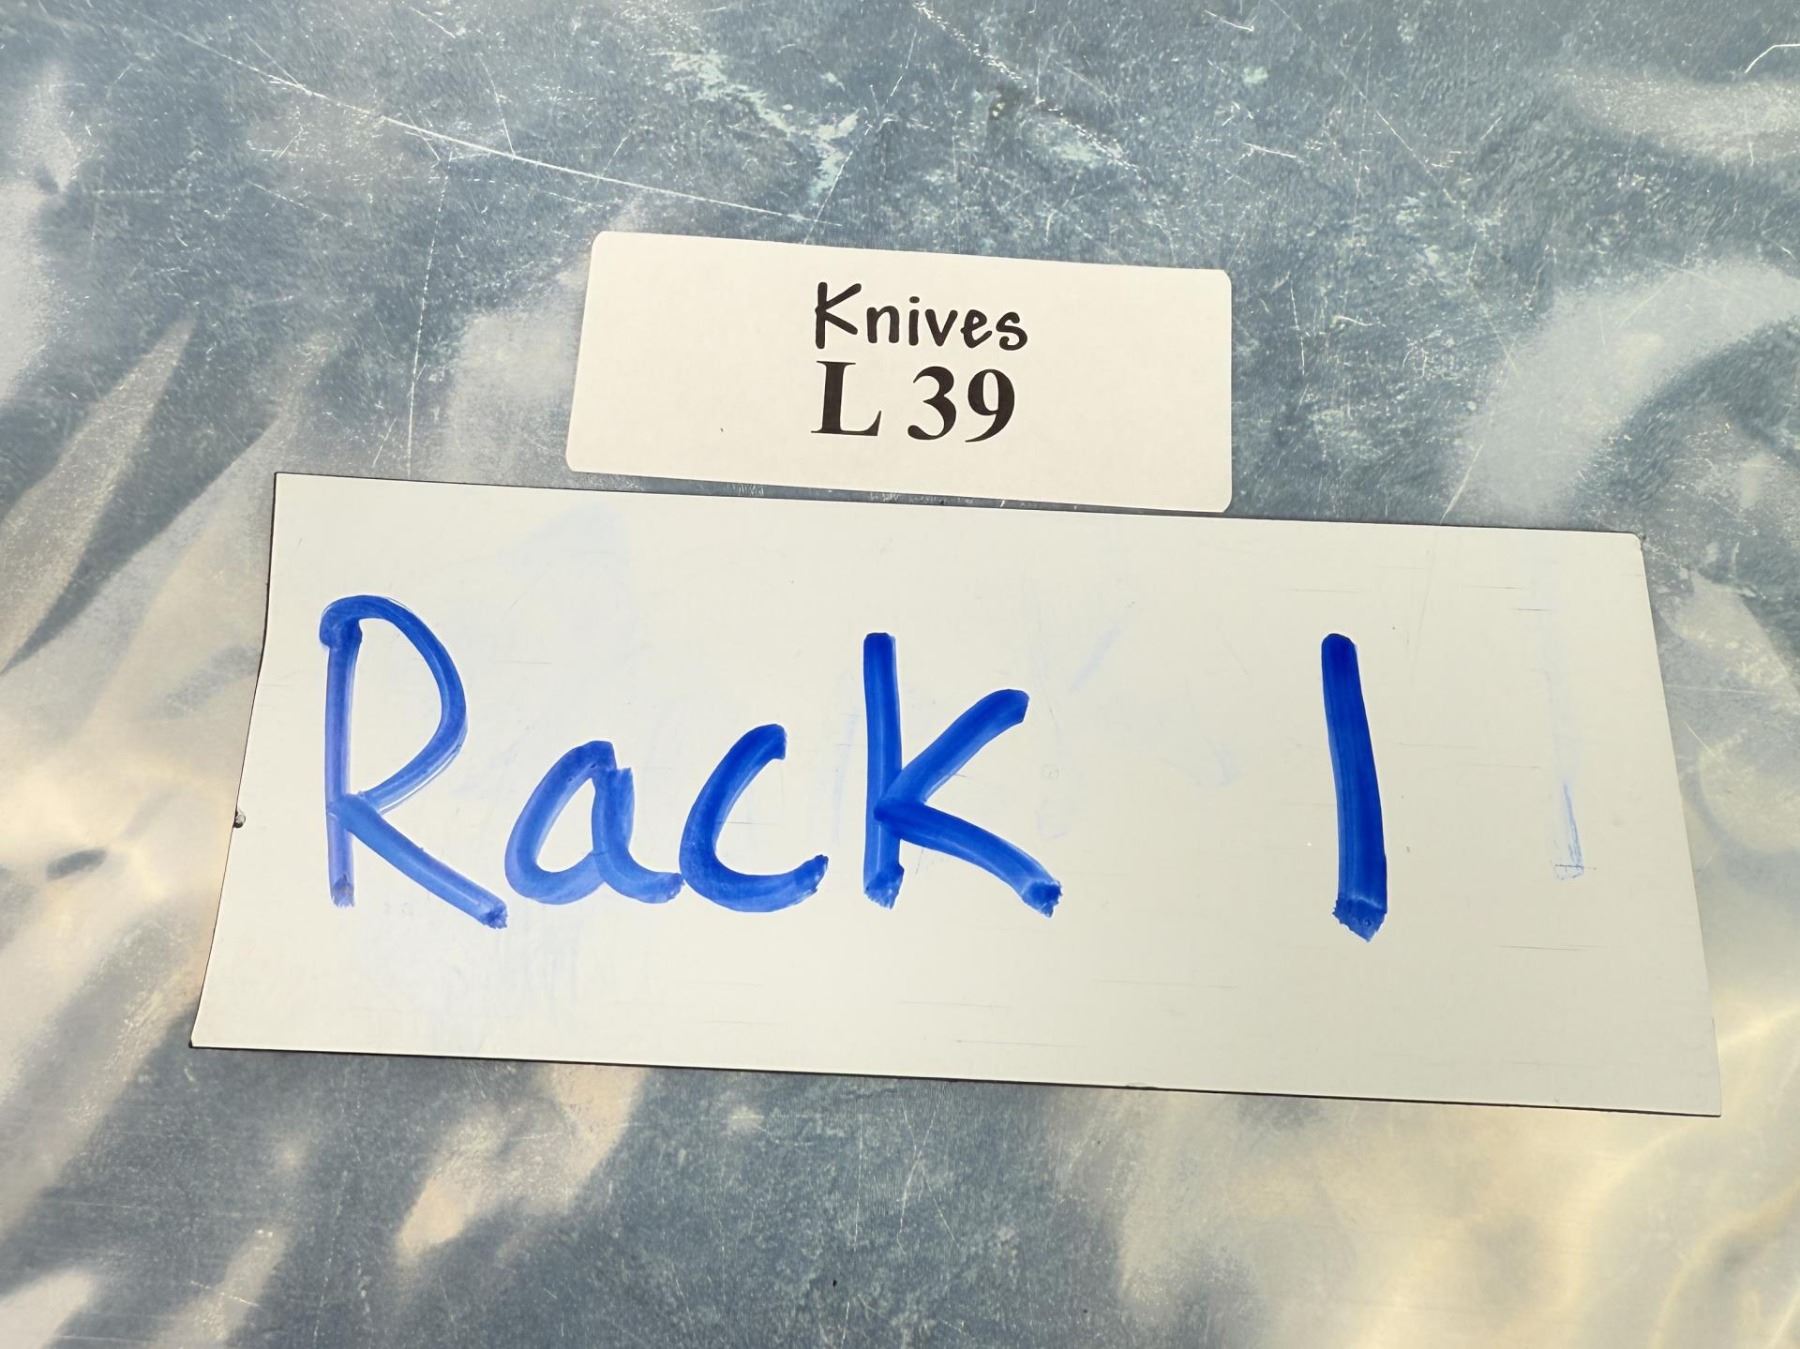 Knives
L 39
Rack 1